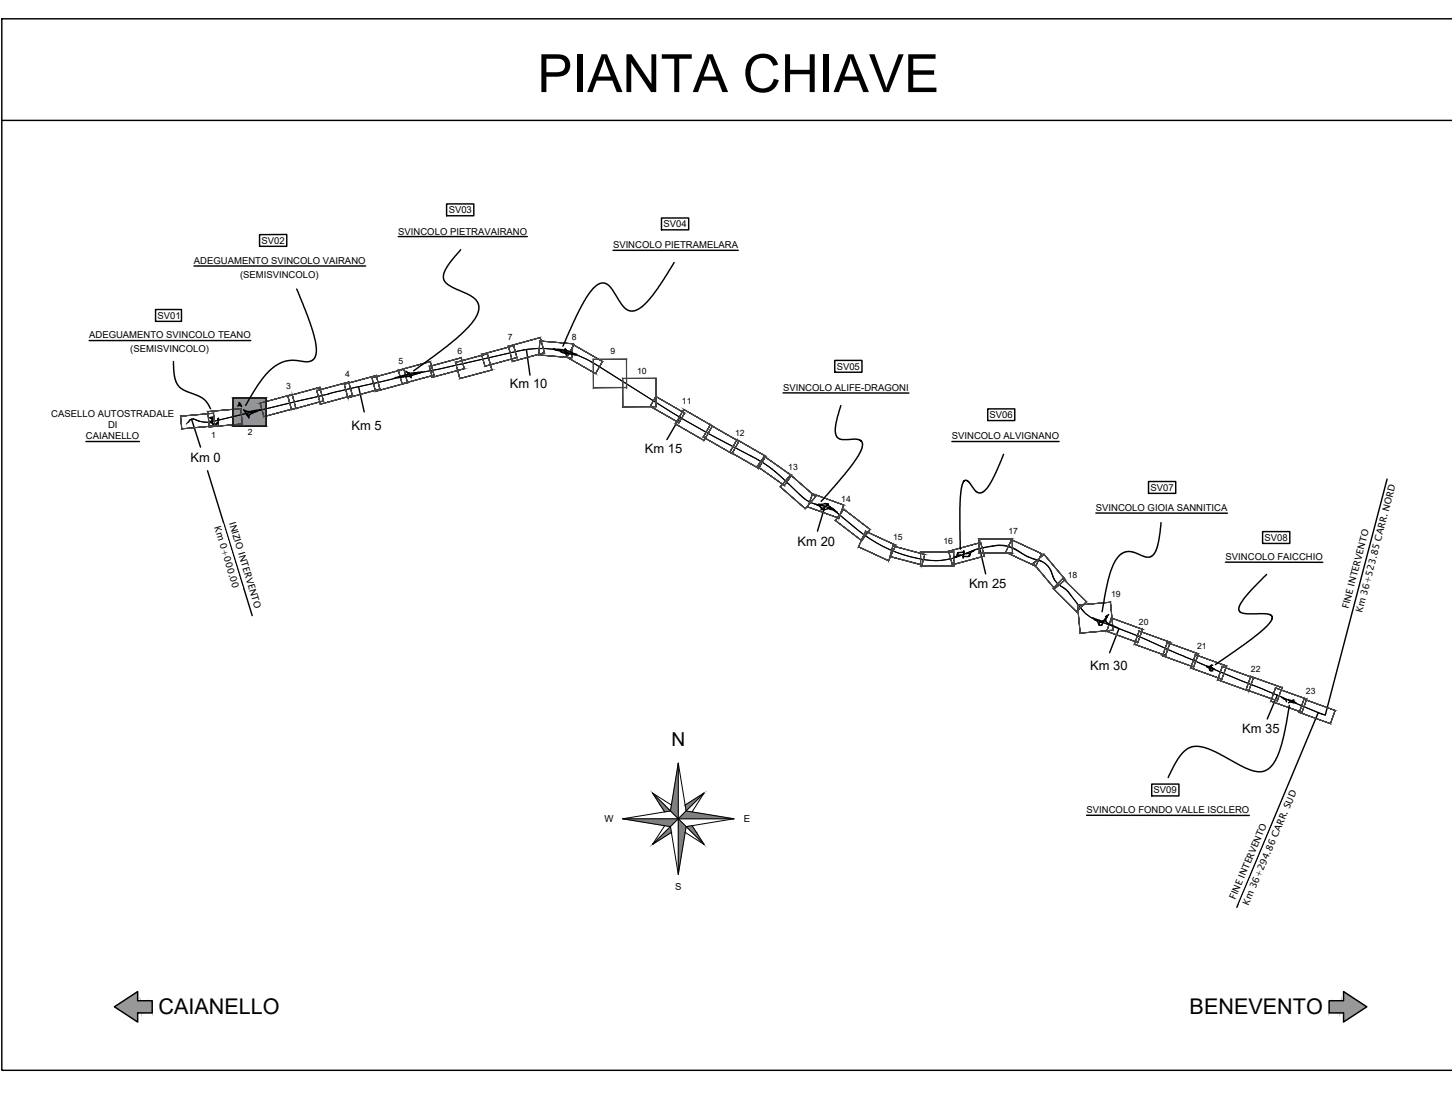 PIANTA CHIAVE
SV03
SVINCOLO PIETRAVAIRANO
SV04
SVINCOLO PIETRAMELARA
SV02
ADEGUAMENTO SVINCOLO VAIRANO
(SEMISVINCOLO)
SV01
ADEGUAMENTO SVINCOLO TEANO
(SEMISVINCOLO)
CASELLO AUTOSTRADALE
DI
CAIANELLO
1
2
3
4
5
6
7
8
9
10
11
12
13
14
15
16
17
18
19
20
21
22
23
Km 0
Km 5
Km 10
Km 15
Km 20
Km 25
Km 30
Km 35
INIZIO INTERVENTO
Km 0+000.00
SV05
SVINCOLO ALIFE-DRAGONI
SV06
SVINCOLO ALVIGNANO
SV07
SVINCOLO GIOIA SANNITICA
SV08
SVINCOLO FAICCHIO
FINE INTERVENTO
Km 36+523.85 CARR. NORD
SV09
SVINCOLO FONDO VALLE ISCLERO
FINE INTERVENTO
Km 36+294.86 CARR. SUD
N
W
E
S
CAIANELLO
BENEVENTO